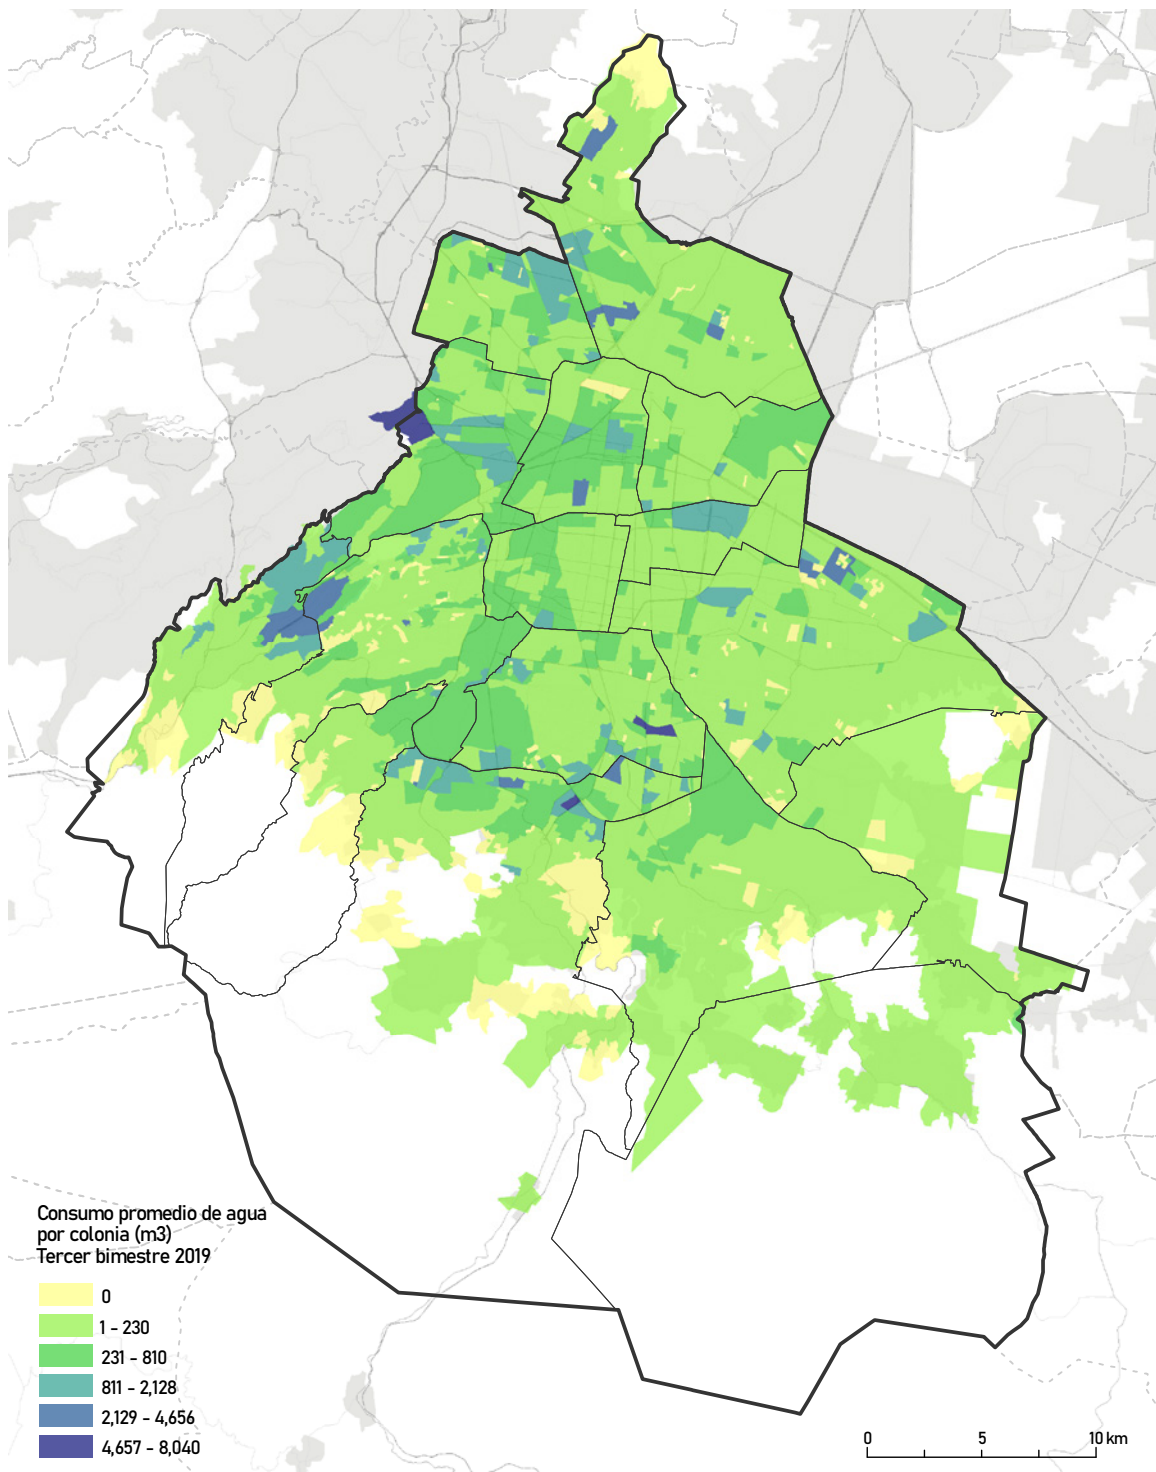 Consumo promedio de agua
por colonia (m3)
Tercer bimestre 2019
0
1 - 230
231 - 810
811 - 2,128
2,129 - 4,656
4,657 - 8,040
0 5 10 km